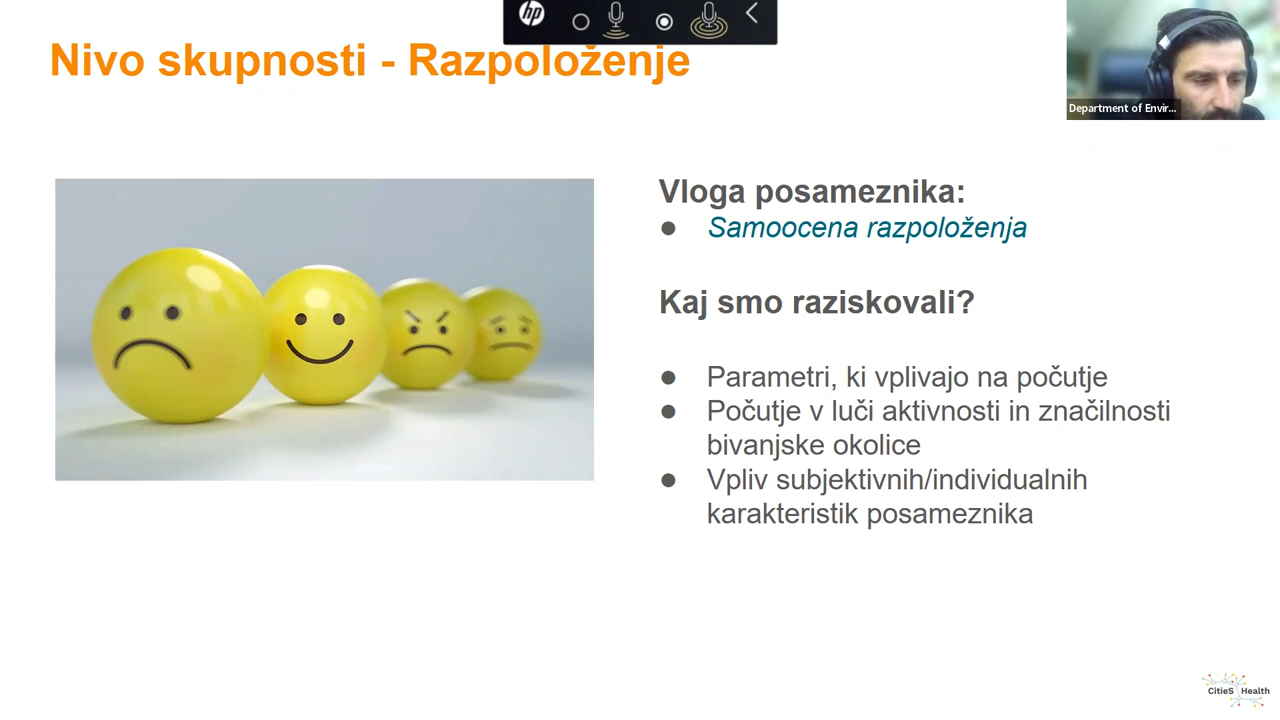 hp
Nivo skupnosti - Razpoloženje
Department of Envir...
Vloga posameznika:
● Samoocena razpoloženja
Kaj smo raziskovali?
● Parametri, ki vplivajo na počutje
● Počutje v luči aktivnosti in značilnosti
bivanjske okolice
● Vpliv subjektivnih/individualnih
karakteristik posameznika
CitieS Health